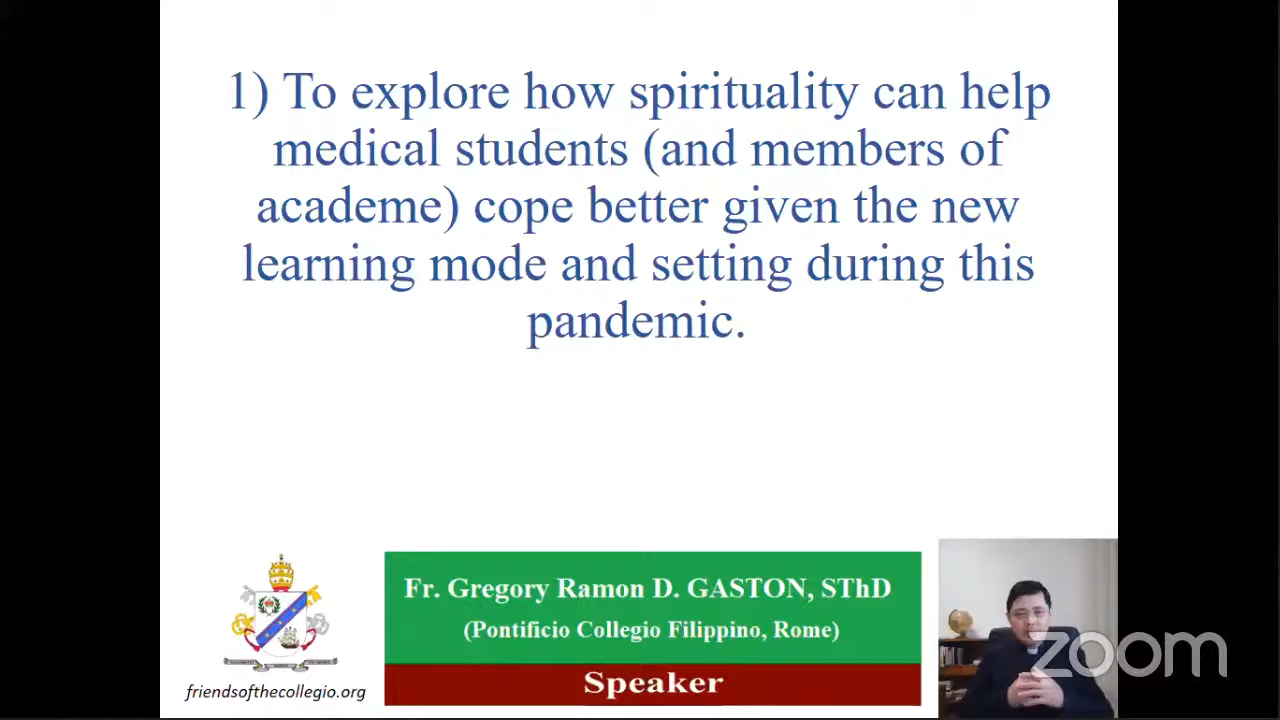 1) To explore how spirituality can help
medical students (and members of
academe) cope better given the new
learning mode and setting during this
pandemic.
Fr. Gregory Ramon D. GASTON, SThD
(Pontificio Collegio Filippino, Rome)
Speaker
friendsofthecollegio.org
zoom